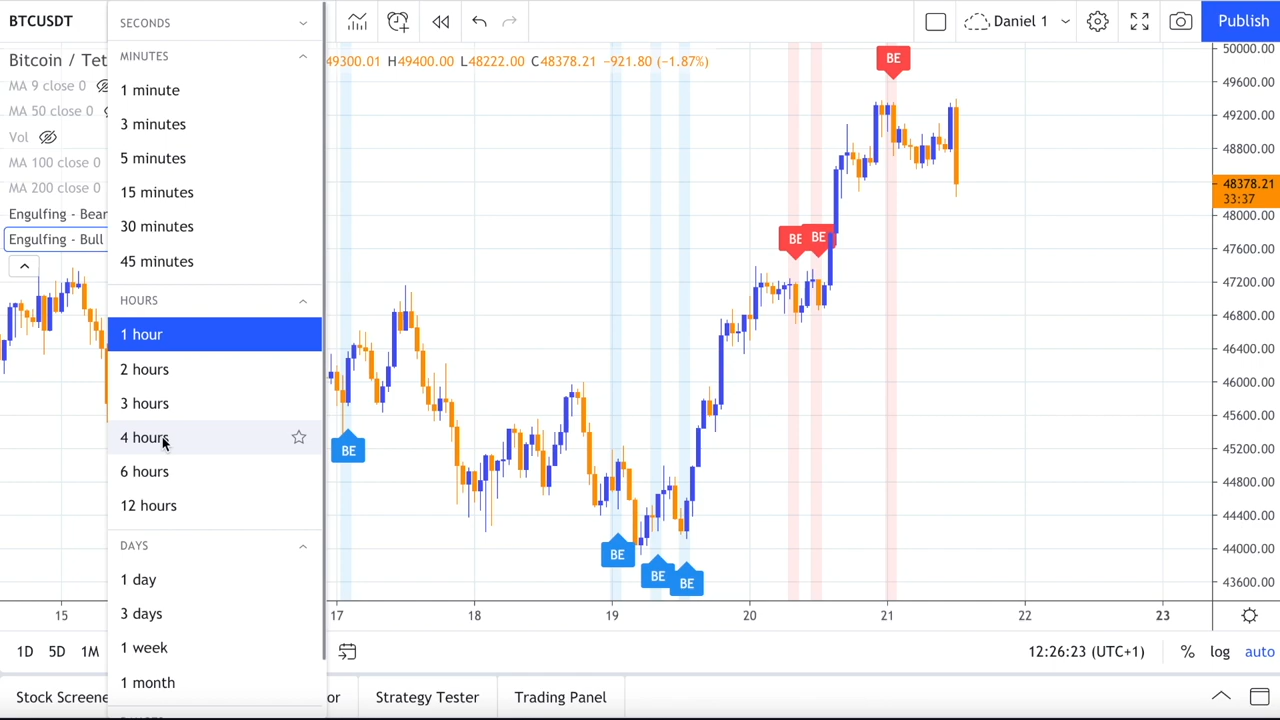 BTCUSDT
SECONDS
Daniel 1
Publish
MINUTES
Bitcoin / Tet
49300.01 H49400.00 L48222.00 C48378.21 −921.80 (−1.87%)
MA 9 close 0
MA 50 close 0
Vol
MA 100 close 0
MA 200 close 0
Engulfing - Bear
Engulfing - Bull
1 minute
3 minutes
5 minutes
15 minutes
30 minutes
45 minutes
HOURS
1 hour
2 hours
3 hours
4 hours
6 hours
12 hours
DAYS
1 day
3 days
1 week
1 month
BE
BE
BE
BE
BE
BE
BE
50000.00
49600.00
49200.00
48800.00
48378.21
33:37
48000.00
47600.00
47200.00
46800.00
46400.00
46000.00
45600.00
45200.00
44800.00
44400.00
44000.00
43600.00
15
17
18
19
20
21
22
23
1D 5D 1M
12:26:23 (UTC+1)
% log auto
Stock Screene
or
Strategy Tester
Trading Panel